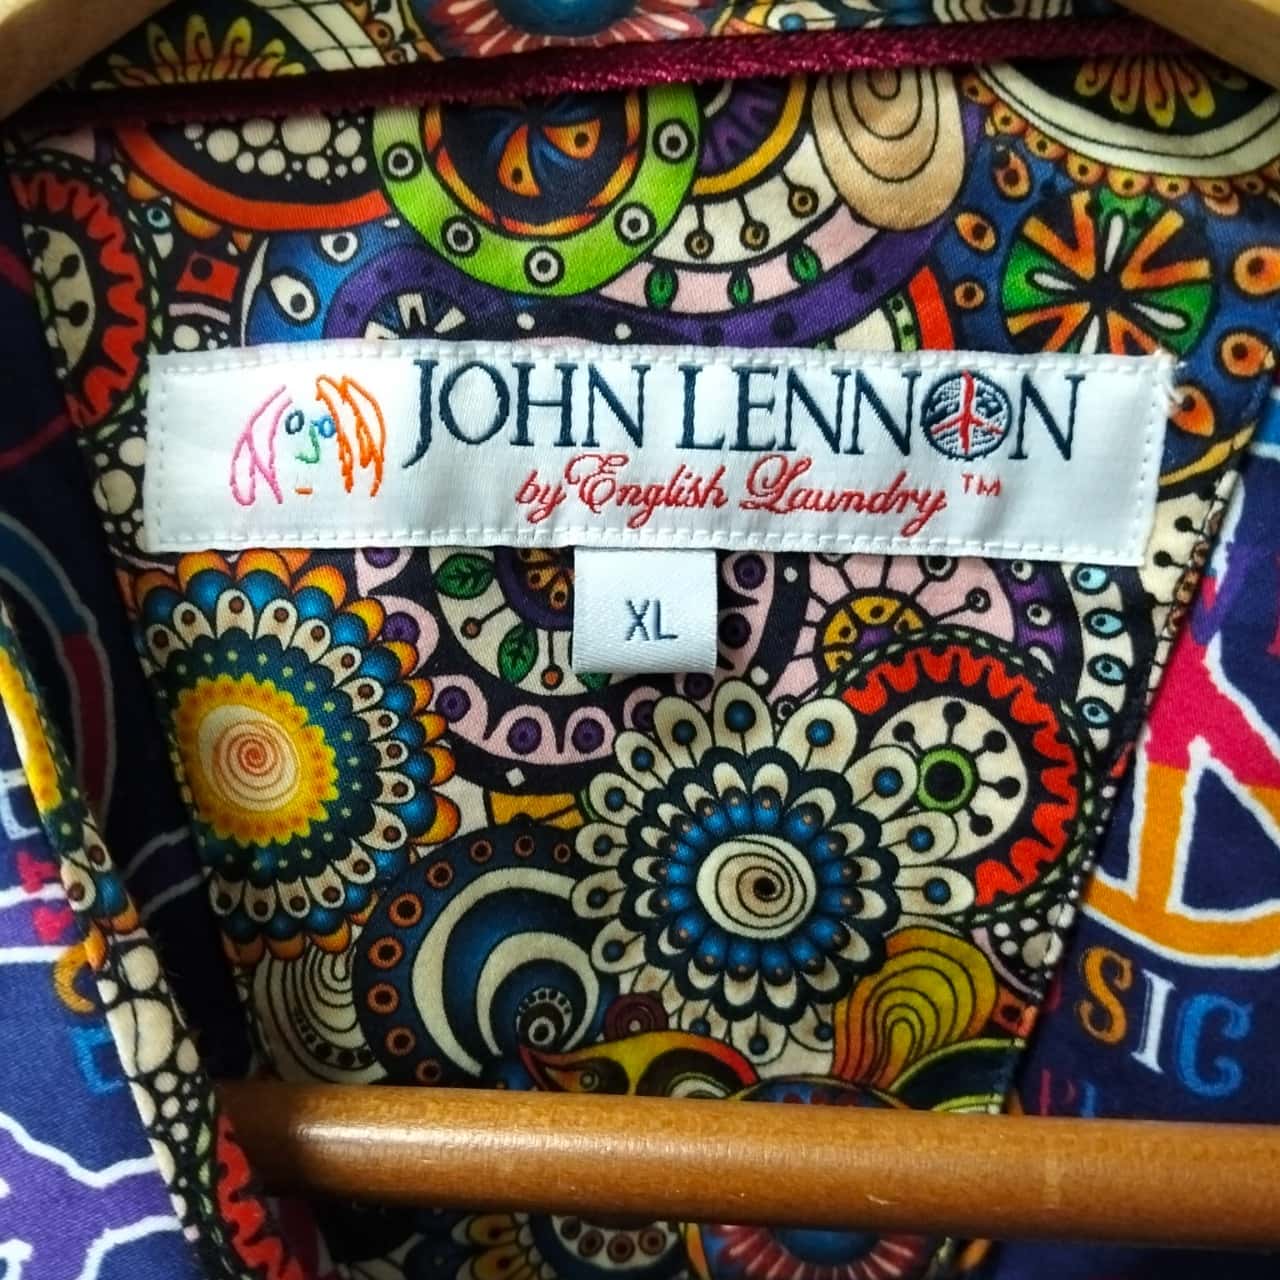 JOHN LENNON
by English Laundry ™
XL
SIC